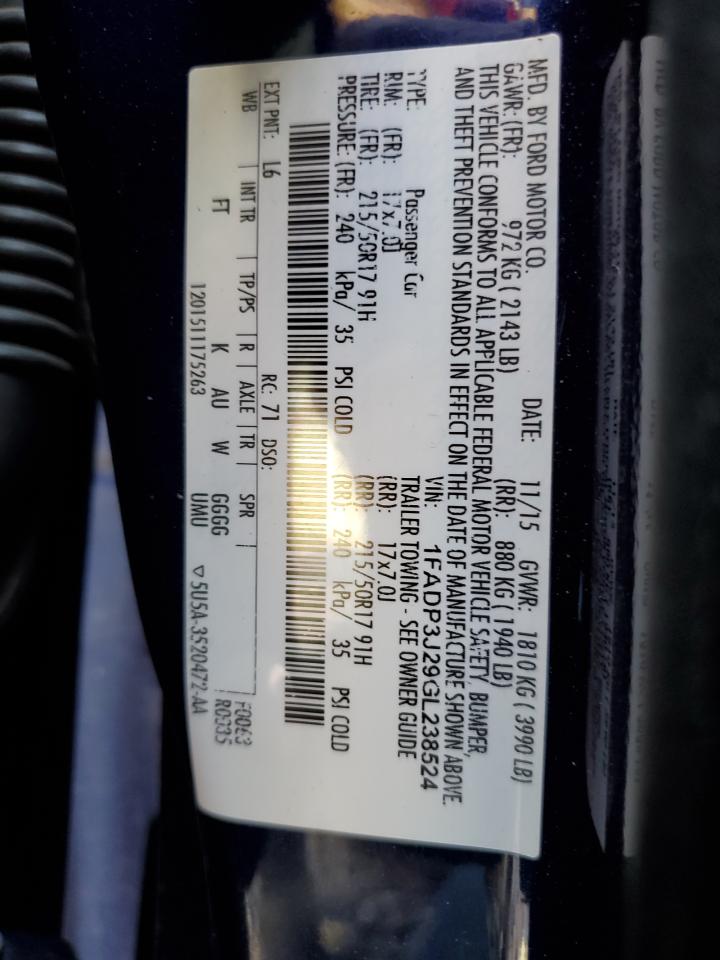 MFD. BY FORD MOTOR CO. DATE: 11/15 GVWR: 1810 KG ( 3990 LB)
GAWR: (FR): 972 KG ( 2143 LB) (RR): 880 KG ( 1940 LB)
THIS VEHICLE CONFORMS TO ALL APPLICABLE FEDERAL MOTOR VEHICLE SAFETY, BUMPER,
AND THEFT PREVENTION STANDARDS IN EFFECT ON THE DATE OF MANUFACTURE SHOWN ABOVE.
VIN: 1FADP3J29GL238524
TYPE: Passenger Car TRAILER TOWING - SEE OWNER GUIDE
RIM: (FR): 17x7.0J (RR): 17x7.0J
TIRE: (FR): 215/50R17 91H (RR): 215/50R17 91H
PRESSURE: (FR): 240 kPa/ 35 PSI COLD (RR): 240 kPa/ 35 PSI COLD
EXT PNT: L6 RC: 71 DSO:
WB INT TR TP/PS R AXLE TR SPR F0063
FT K AU W GGGG R0035
UMU
1201511175263 ▽5U5A-3520472-AA